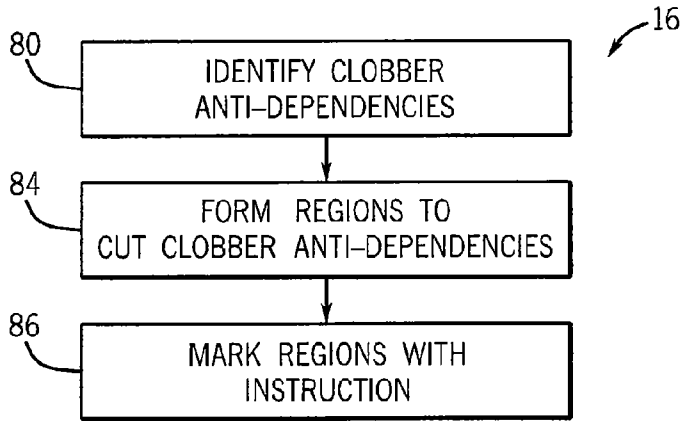 16
80
IDENTIFY CLOBBER
ANTI-DEPENDENCIES
84
FORM REGIONS TO
CUT CLOBBER ANTI-DEPENDENCIES
86
MARK REGIONS WITH
INSTRUCTION